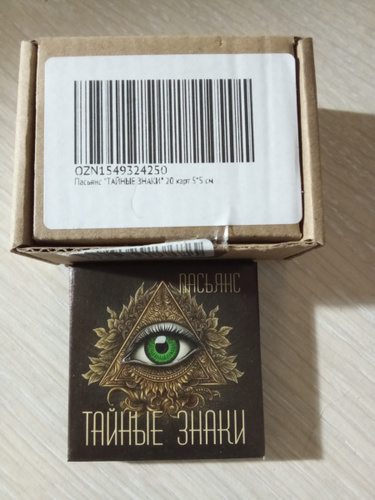 OZN1549324250
Пасьянс "ТАЙНЫЕ ЗНАКИ" 20 карт 5*5 см
ПАСЬЯНС
ТАЙНЫЕ ЗНАКИ